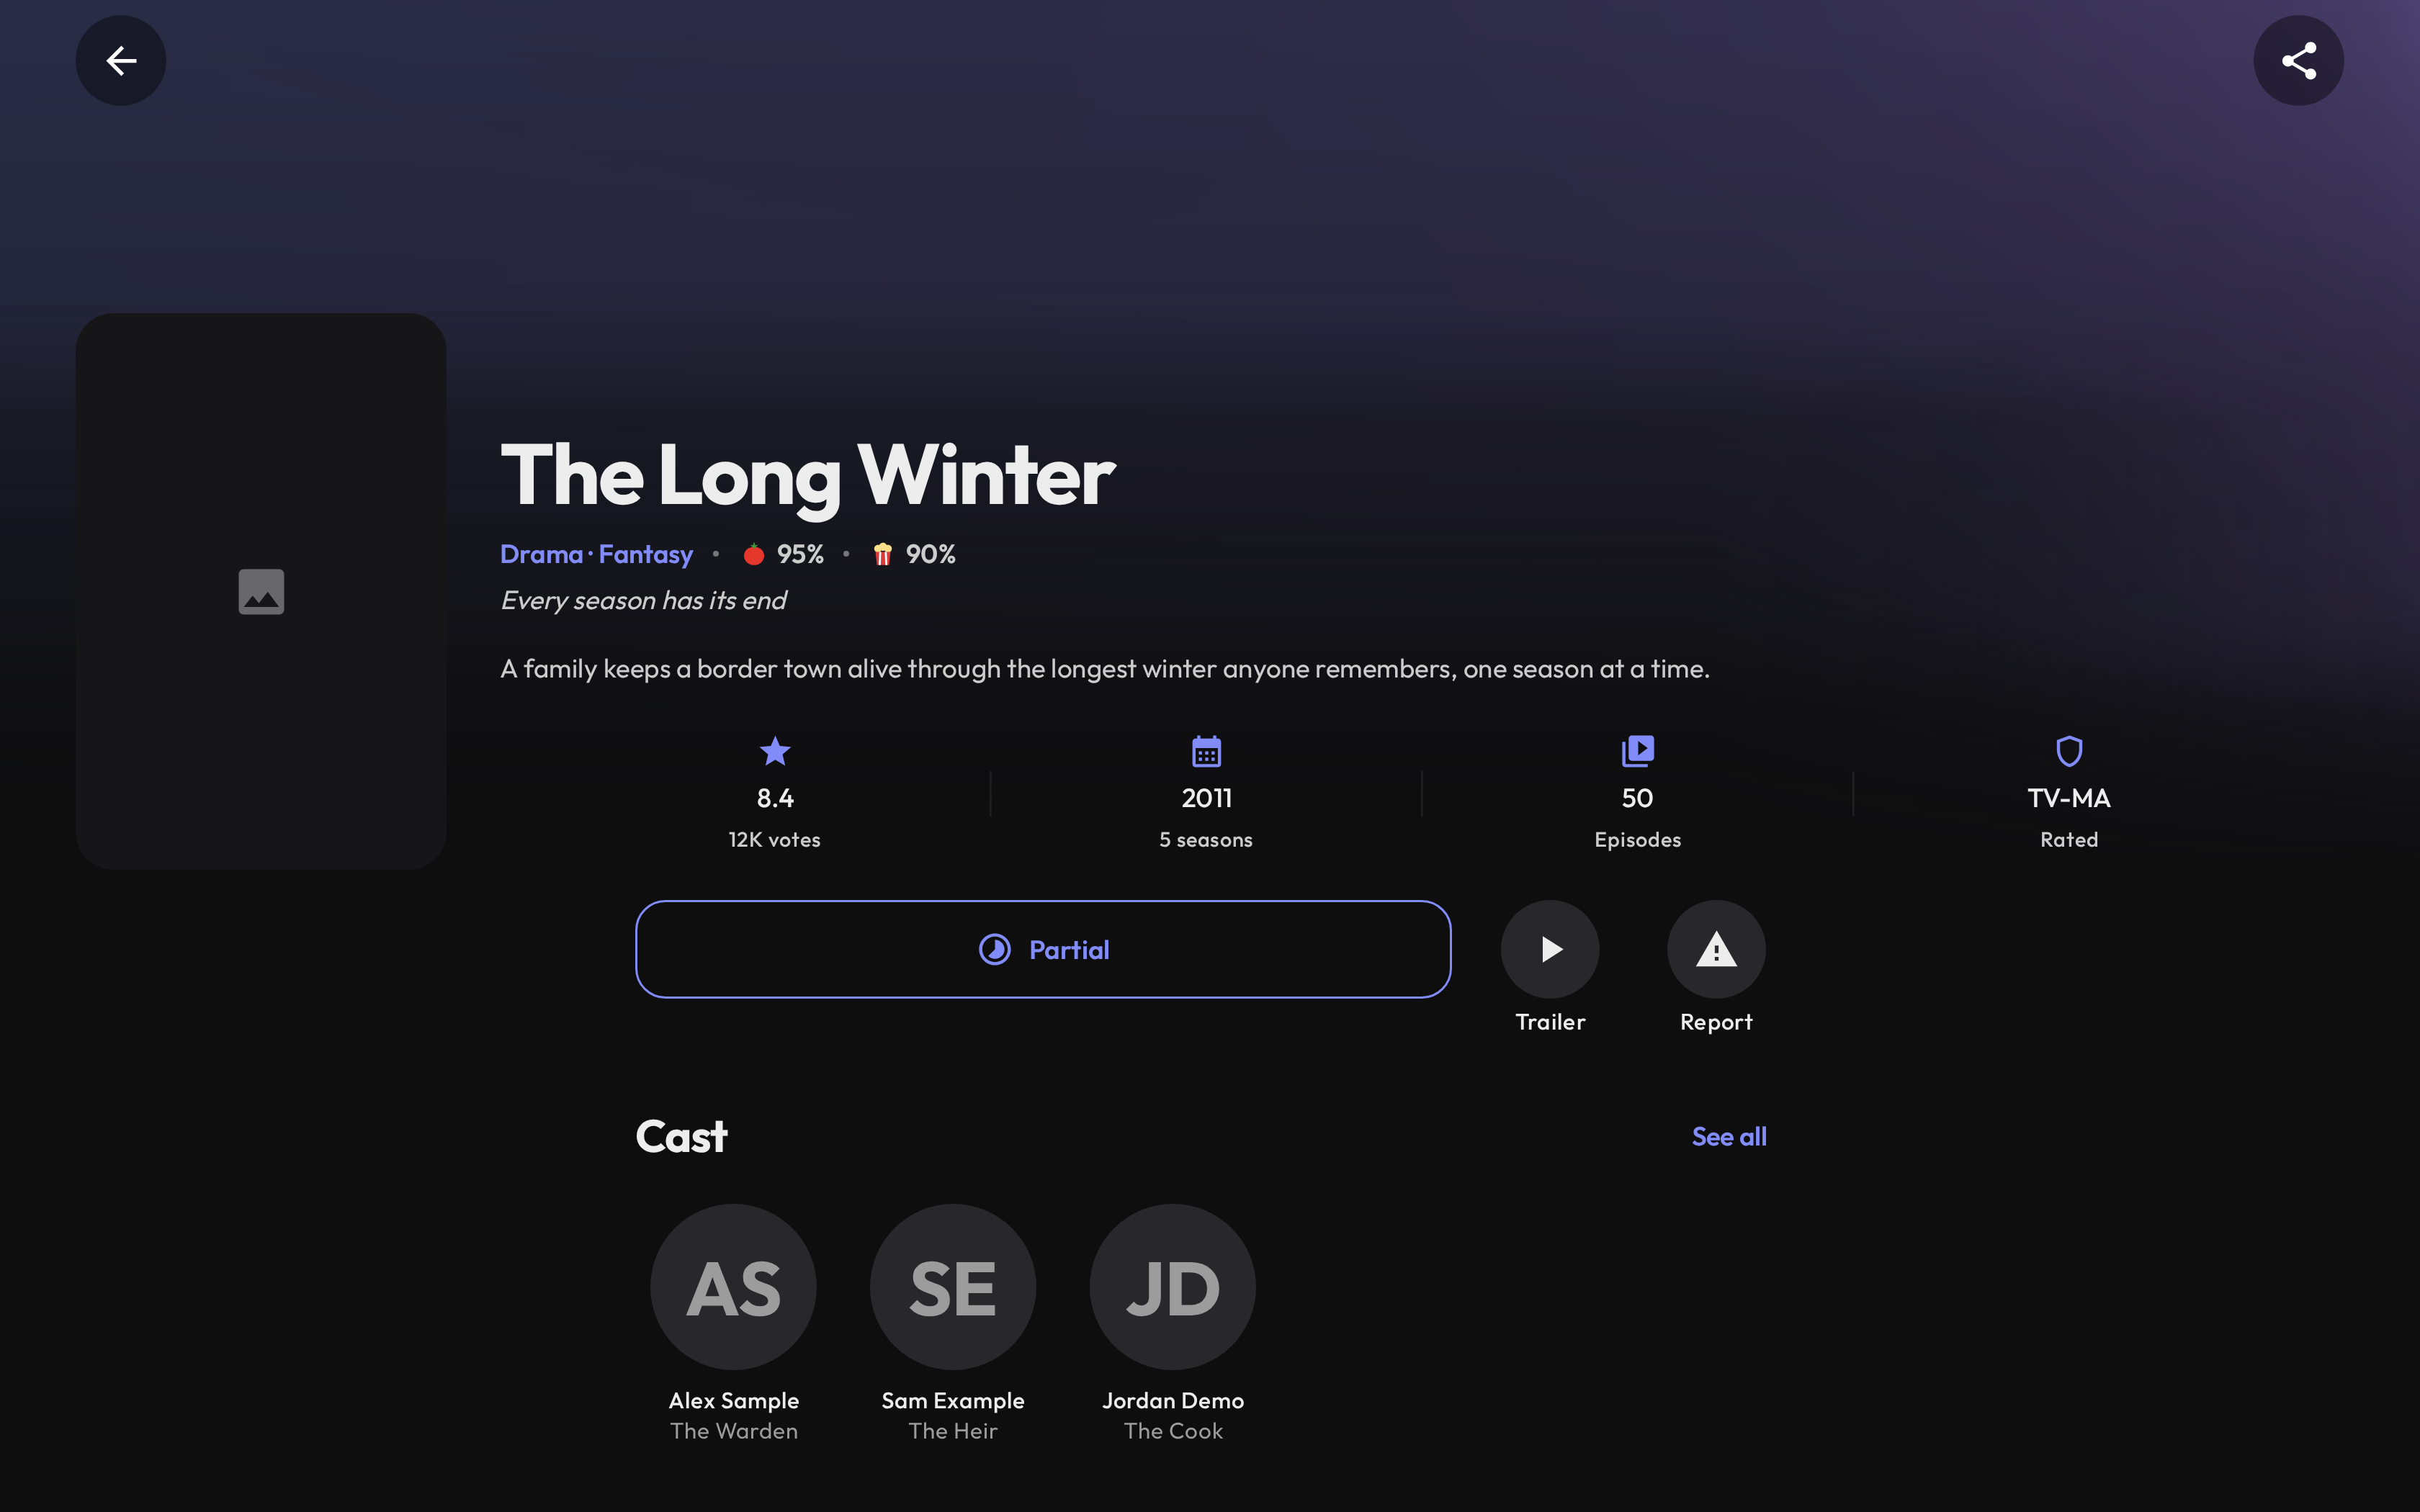 The Long Winter
Drama · Fantasy • 95% • 90%
Every season has its end
A family keeps a border town alive through the longest winter anyone remembers, one season at a time.
8.4 2011 50 TV-MA
12K votes 5 seasons Episodes Rated
Partial
Trailer Report
Cast See all
AS SE JD
Alex Sample Sam Example Jordan Demo
The Warden The Heir The Cook